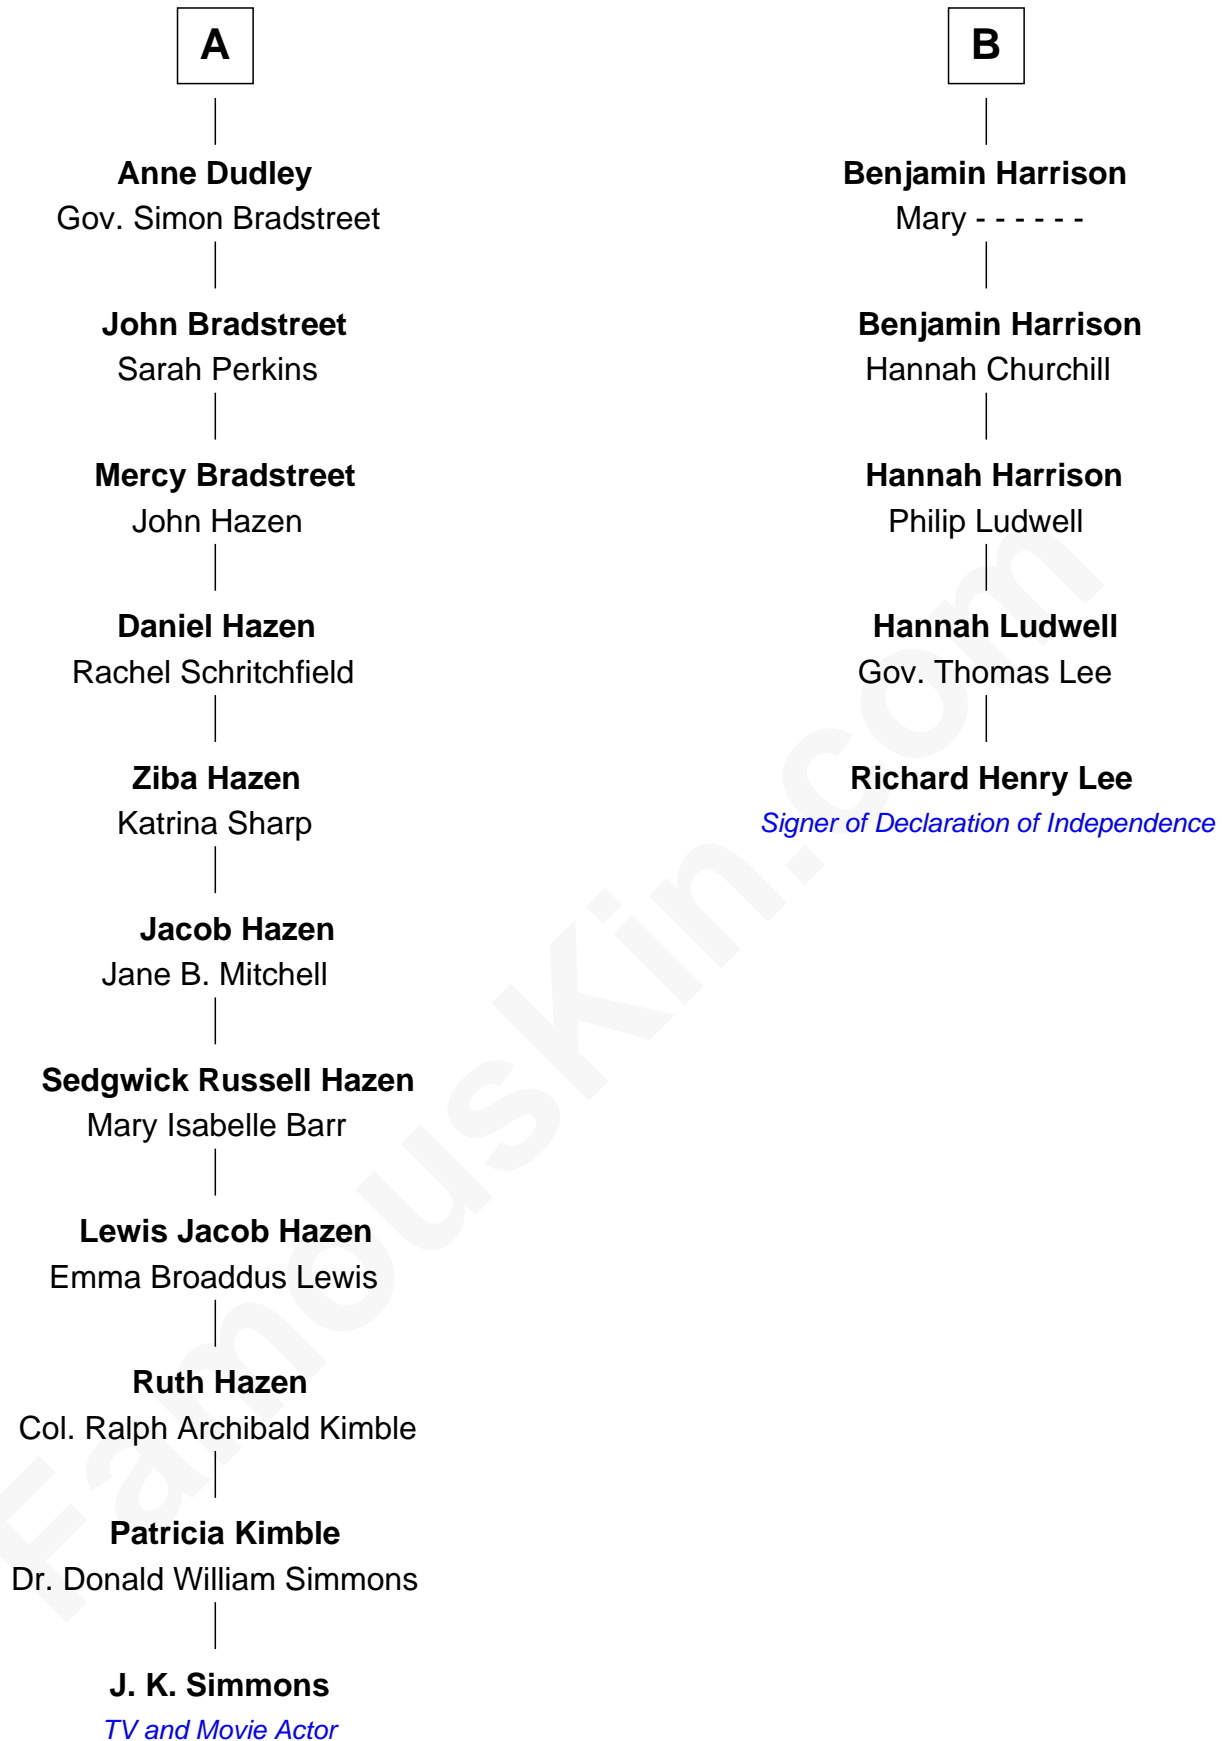 A
Anne Dudley
Gov. Simon Bradstreet
John Bradstreet
Sarah Perkins
Mercy Bradstreet
John Hazen
Daniel Hazen
Rachel Schritchfield
Ziba Hazen
Katrina Sharp
Jacob Hazen
Jane B. Mitchell
Sedgwick Russell Hazen
Mary Isabelle Barr
Lewis Jacob Hazen
Emma Broaddus Lewis
Ruth Hazen
Col. Ralph Archibald Kimble
Patricia Kimble
Dr. Donald William Simmons
J. K. Simmons
TV and Movie Actor
B
Benjamin Harrison
Mary - - - - - -
Benjamin Harrison
Hannah Churchill
Hannah Harrison
Philip Ludwell
Hannah Ludwell
Gov. Thomas Lee
Richard Henry Lee
Signer of Declaration of Independence
FamousKin.com